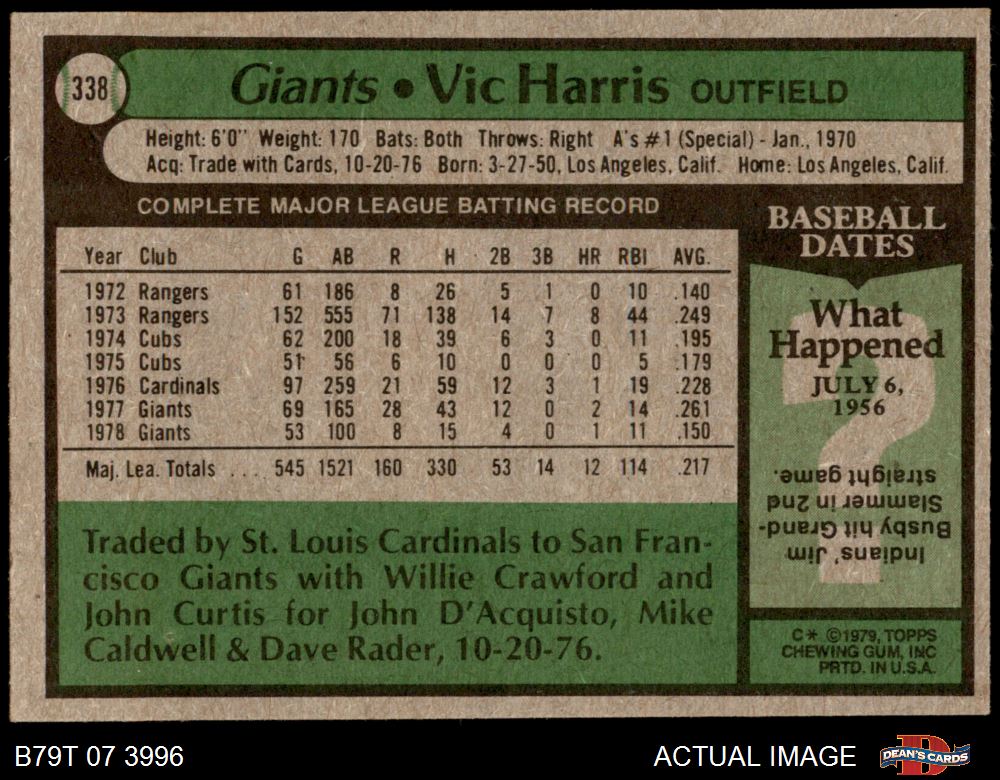 338
Giants • Vic Harris OUTFIELD
Height: 6'0" Weight: 170 Bats: Both Throws: Right A's #1 (Special) - Jan., 1970
Acq: Trade with Cards, 10-20-76 Born: 3-27-50, Los Angeles, Calif. Home: Los Angeles, Calif.
COMPLETE MAJOR LEAGUE BATTING RECORD
Year Club G AB R H 2B 3B HR RBI AVG.
1972 Rangers 61 186 8 26 5 1 0 10 .140
1973 Rangers 152 555 71 138 14 7 8 44 .249
1974 Cubs 62 200 18 39 6 3 0 11 .195
1975 Cubs 51 56 6 10 0 0 0 5 .179
1976 Cardinals 97 259 21 59 12 3 1 19 .228
1977 Giants 69 165 28 43 12 0 2 14 .261
1978 Giants 53 100 8 15 4 0 1 11 .150
Maj. Lea. Totals ... 545 1521 160 330 53 14 12 114 .217
Traded by St. Louis Cardinals to San Fran-
cisco Giants with Willie Crawford and
John Curtis for John D'Acquisto, Mike
Caldwell & Dave Rader, 10-20-76.
BASEBALL
DATES
What
Happened
JULY 6,
1956
?
Indians' Jim
Busby hit Grand-
Slammer in 2nd
straight game.
C* ©1979, TOPPS
CHEWING GUM, INC
PRTD. IN U.S.A.
B79T 07 3996
ACTUAL IMAGE
D
DEAN'S CARDS